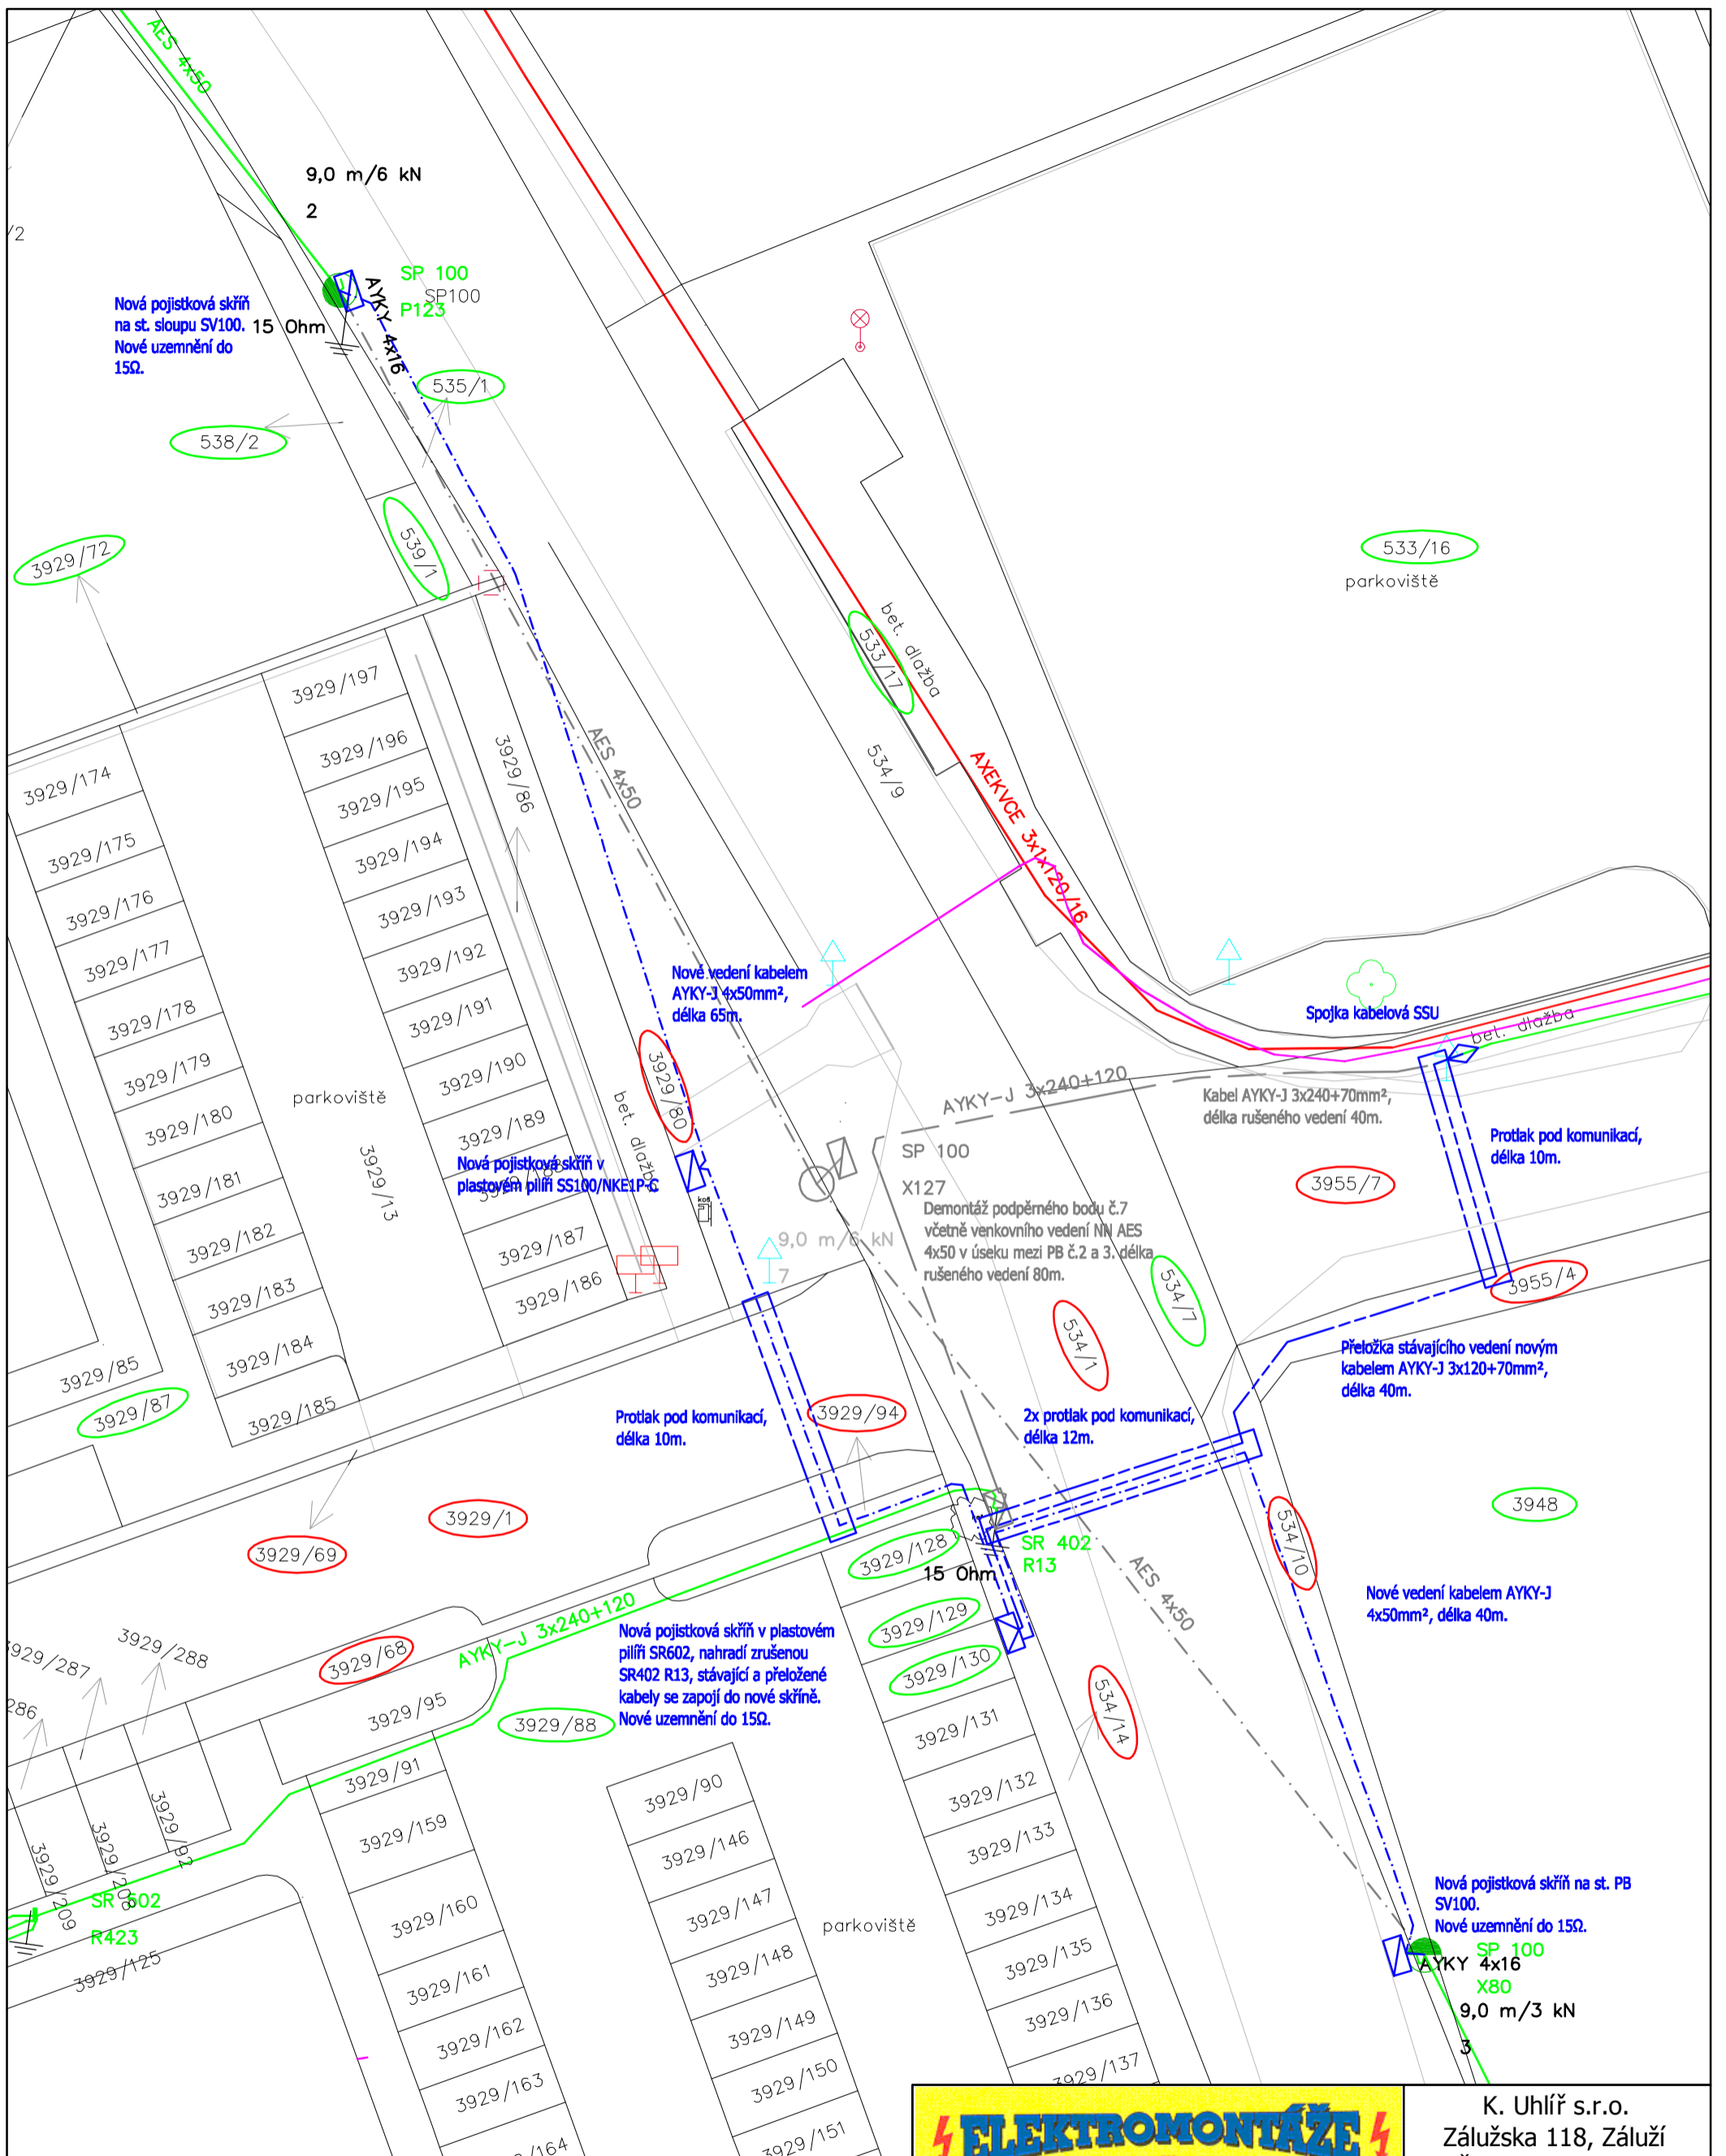 AES 4x50
9,0 m/6 kN
2
/2
SP 100
SP100
P123
AYKY 4x16
Nová pojistková skříň
na st. sloupu SV100.
Nové uzemnění do
15Ω.
15 Ohm
535/1
538/2
539/1
3929/72
533/16
parkoviště
bet. dlažba
533/17
534/9
AXEKVCE 3x1x120/16
AES 4x50
3929/86
3929/197
3929/196
3929/195
3929/194
3929/193
3929/192
3929/191
3929/190
3929/189
3929/187
3929/186
3929/174
3929/175
3929/176
3929/177
3929/178
3929/179
3929/180
3929/181
3929/182
3929/183
3929/184
3929/185
3929/85
3929/87
parkoviště
3929/13
bet. dlažba
Nové vedení kabelem
AYKY-J 4x50mm²,
délka 65m.
3929/80
Nová pojistková skříň v
plastovém pilíři SS100/NKE1P-C
KOŠ
Spojka kabelová SSU
bet. dlažba
AYKY-J 3x240+120
Kabel AYKY-J 3x240+70mm²,
délka rušeného vedení 40m.
SP 100
X127
Demontáž podpěrného bodu č.7
včetně venkovního vedení NN AES
4x50 v úseku mezi PB č.2 a 3. délka
rušeného vedení 80m.
9,0 m/6 kN
7
Protlak pod komunikací,
délka 10m.
3955/7
3955/4
534/7
534/1
Přeložka stávajícího vedení novým
kabelem AYKY-J 3x120+70mm²,
délka 40m.
Protlak pod komunikací,
délka 10m.
3929/94
2x protlak pod komunikací,
délka 12m.
3948
534/10
3929/1
3929/69
3929/128
SR 402
R13
15 Ohm
AES 4x50
Nové vedení kabelem AYKY-J
4x50mm², délka 40m.
3929/129
3929/130
AYKY-J 3x240+120
Nová pojistková skříň v plastovém
pilíři SR602, nahradí zrušenou
SR402 R13, stávající a přeložené
kabely se zapojí do nové skříně.
Nové uzemnění do 15Ω.
3929/68
3929/288
3929/287
286
3929/95
3929/88
534/14
3929/131
3929/132
3929/133
3929/134
3929/135
3929/136
3929/137
3929/91
3929/159
3929/160
3929/161
3929/162
3929/163
/164
3929/90
3929/146
3929/147
3929/148
3929/149
3929/150
3929/151
parkoviště
3929/92
3929/208
3929/209
SR 602
R423
3929/125
Nová pojistková skříň na st. PB
SV100.
Nové uzemnění do 15Ω.
SP 100
AYKY 4x16
X80
9,0 m/3 kN
3
ELEKTROMONTÁŽE
K. Uhlíř s.r.o.
Zálužska 118, Záluží